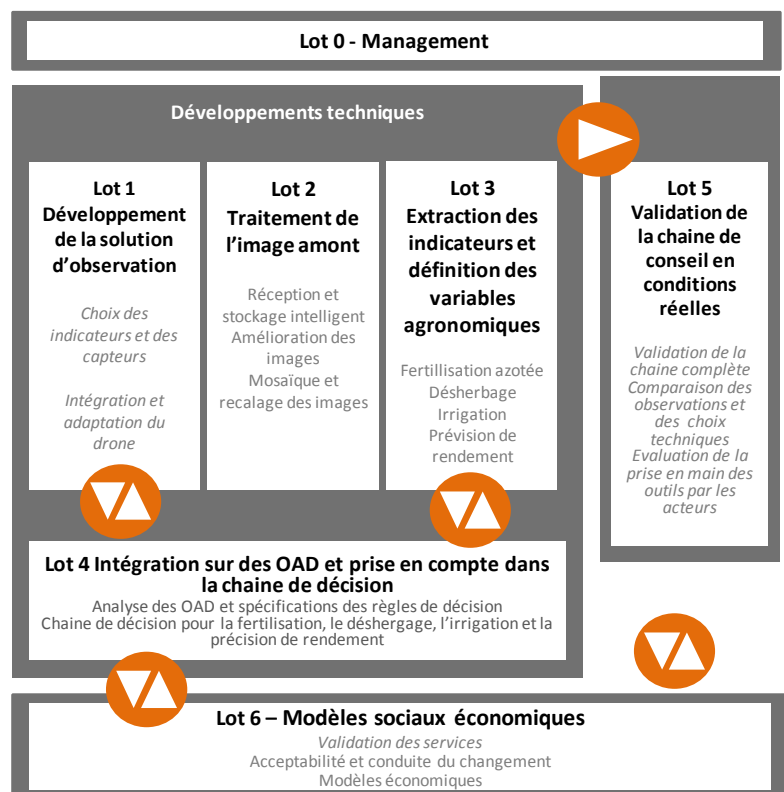 Lot 0 - Management
Développements techniques
Lot 1
Développement
de la solution
d'observation
Choix des
indicateurs et des
capteurs
Intégration et
adaptation du
drone
Lot 2
Traitement de
l'image amont
Réception et
stockage intelligent
Amélioration des
images
Mosaïque et
recalage des images
Lot 3
Extraction des
indicateurs et
définition des
variables
agronomiques
Fertillisation azotée
Désherbage
Irrigation
Prévision de
rendement
Lot 5
Validation de
la chaine de
conseil en
conditions
réelles
Validation de la
chaine complète
Comparaison des
observations et
des choix
techniques
Evaluation de la
prise en main des
outils par les
acteurs
Lot 4 Intégration sur des OAD et prise en compte dans
la chaine de décision
Analyse des OAD et spécifications des règles de décision
Chaine de décision pour la fertilisation, le déshergage, l'irrigation et la
précision de rendement
Lot 6 – Modèles sociaux économiques
Validation des services
Acceptabilité et conduite du changement
Modèles économiques